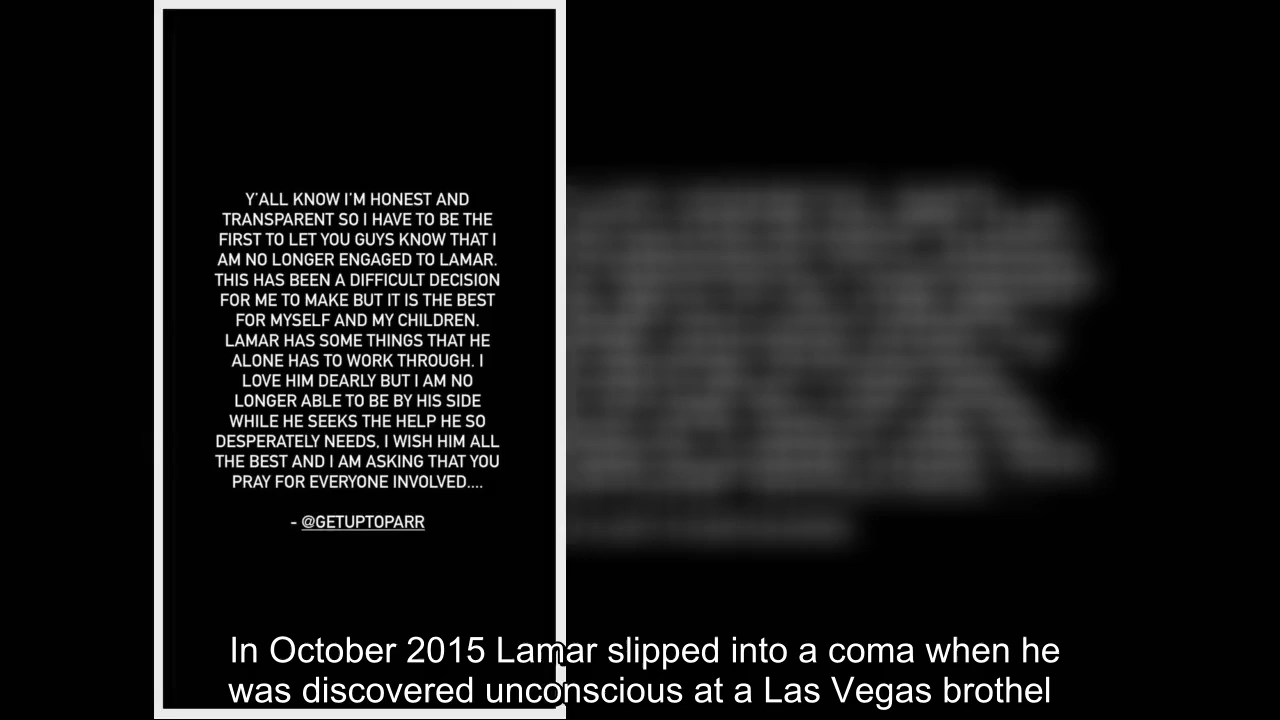 Y'ALL KNOW I'M HONEST AND
TRANSPARENT SO I HAVE TO BE THE
FIRST TO LET YOU GUYS KNOW THAT I
AM NO LONGER ENGAGED TO LAMAR.
THIS HAS BEEN A DIFFICULT DECISION
FOR ME TO MAKE BUT IT IS THE BEST
FOR MYSELF AND MY CHILDREN.
LAMAR HAS SOME THINGS THAT HE
ALONE HAS TO WORK THROUGH. I
LOVE HIM DEARLY BUT I AM NO
LONGER ABLE TO BE BY HIS SIDE
WHILE HE SEEKS THE HELP HE SO
DESPERATELY NEEDS, I WISH HIM ALL
THE BEST AND I AM ASKING THAT YOU
PRAY FOR EVERYONE INVOLVED....
- @GETUPTOPARR
In October 2015 Lamar slipped into a coma when he
was discovered unconscious at a Las Vegas brothel